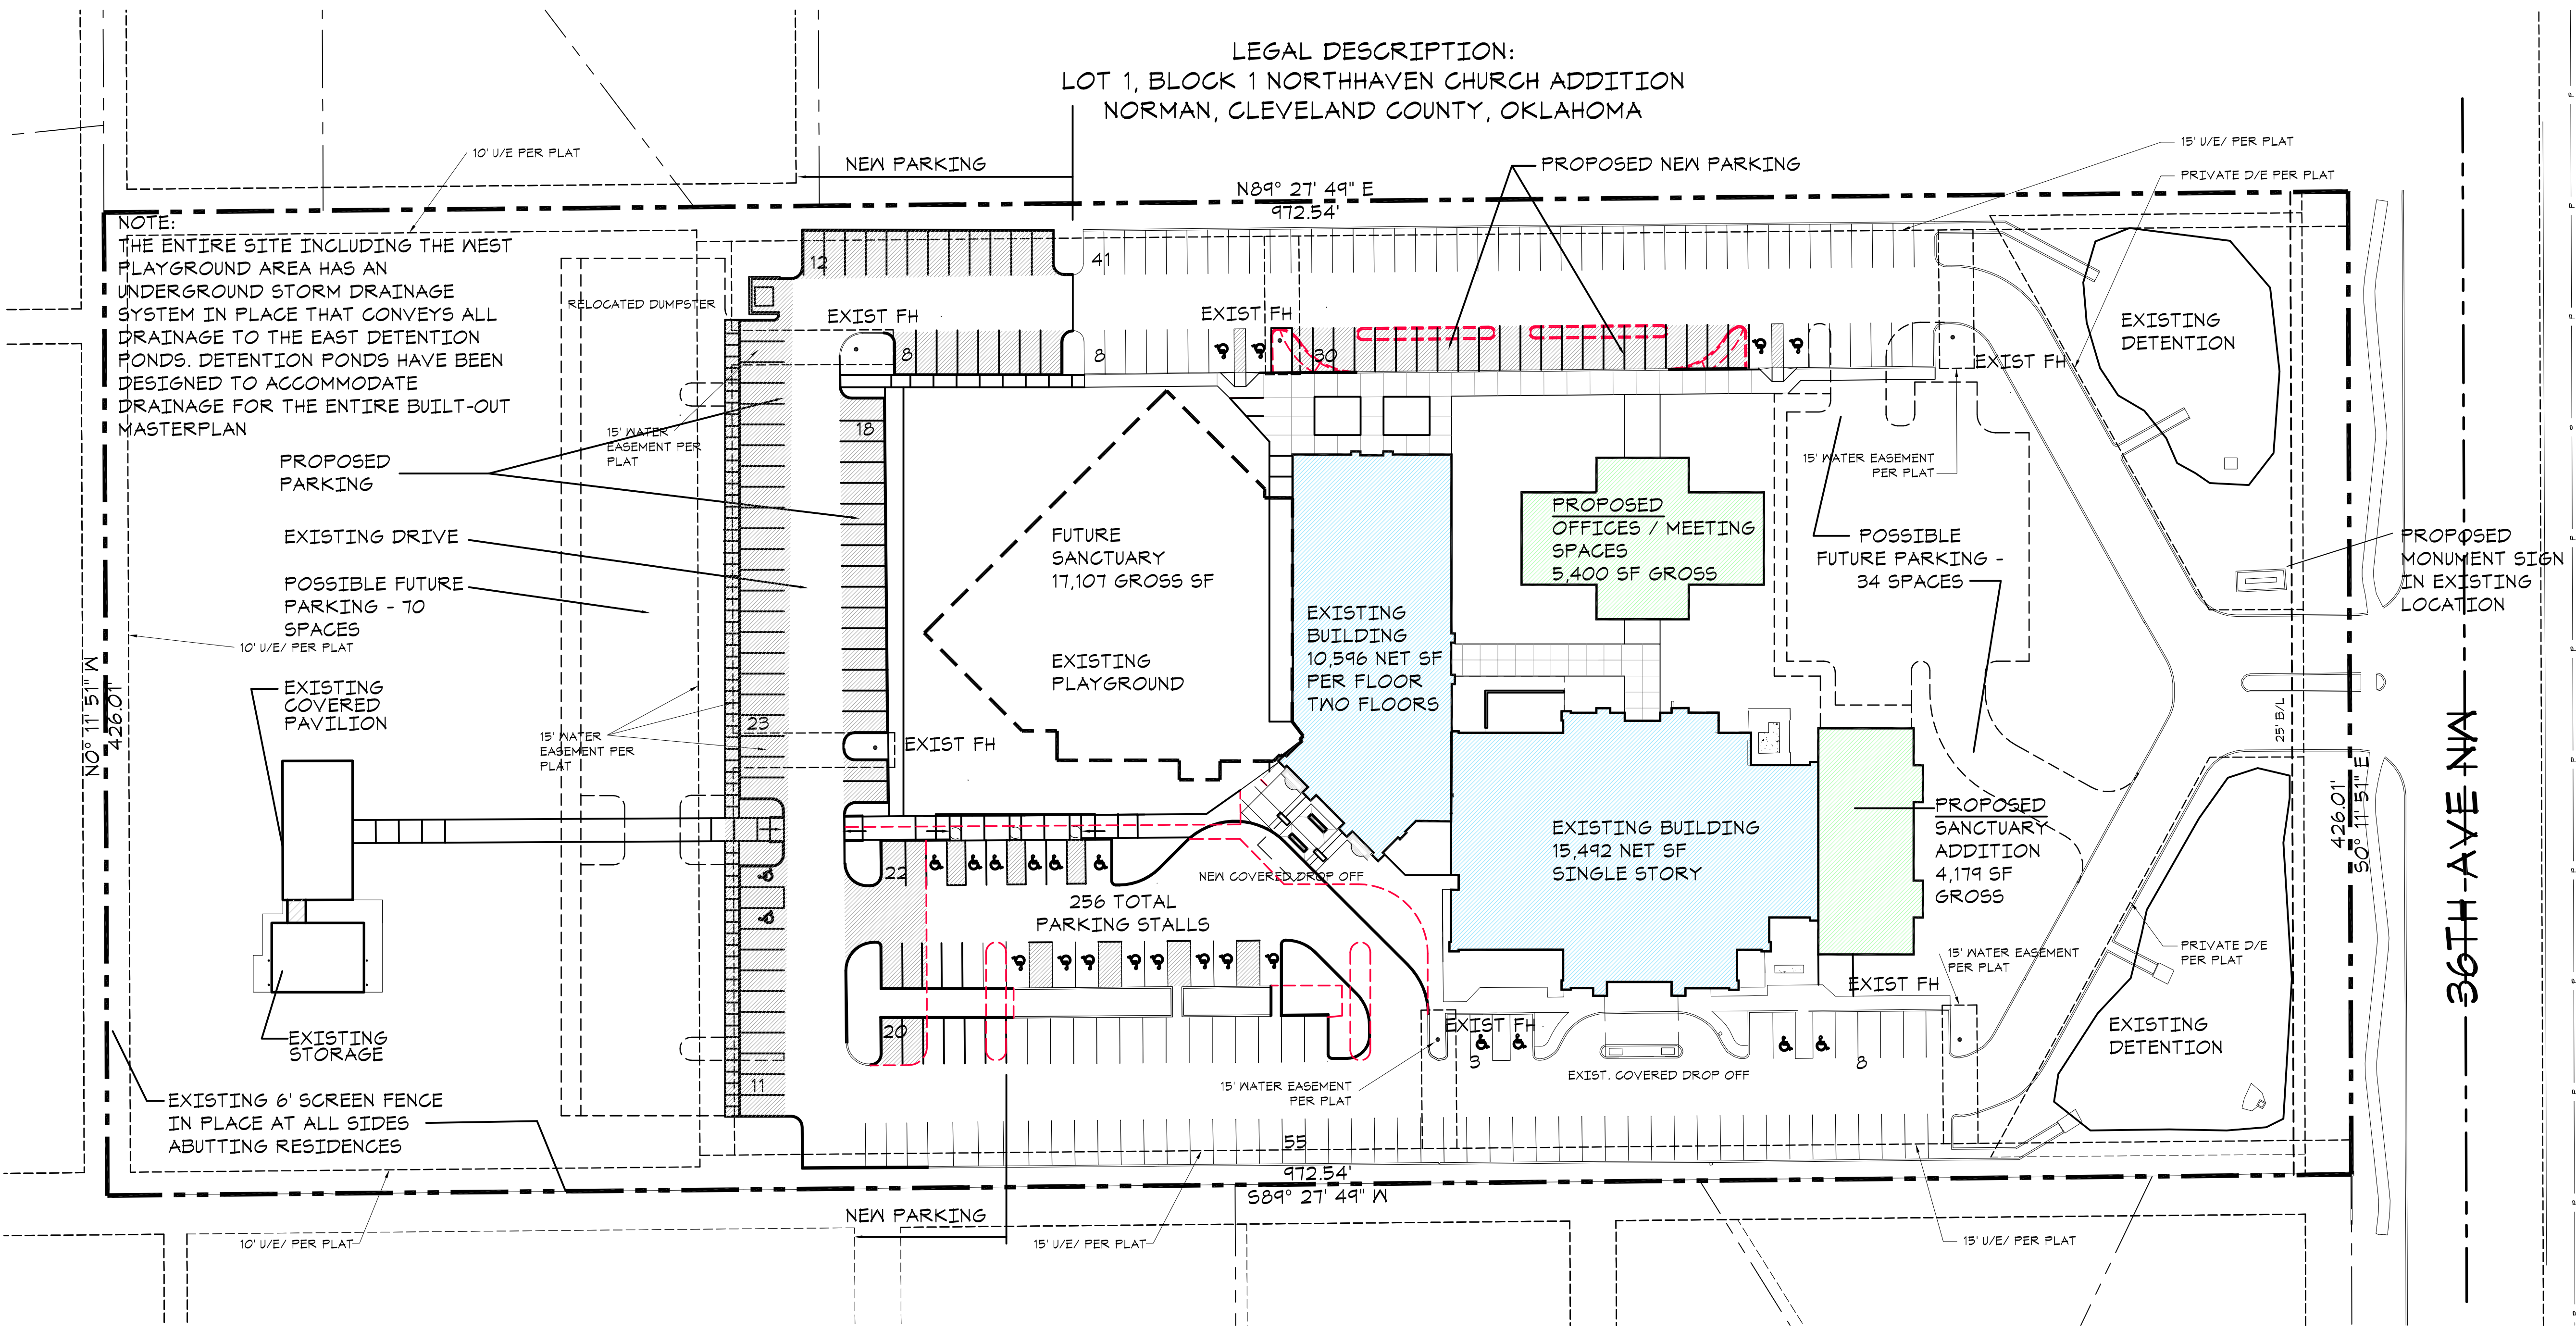 LEGAL DESCRIPTION:
LOT 1, BLOCK 1 NORTHHAVEN CHURCH ADDITION
NORMAN, CLEVELAND COUNTY, OKLAHOMA
10' U/E PER PLAT
NEW PARKING
PROPOSED NEW PARKING
15' U/E/ PER PLAT
PRIVATE D/E PER PLAT
N89° 27' 49" E
972.54'
NOTE:
THE ENTIRE SITE INCLUDING THE WEST
PLAYGROUND AREA HAS AN
UNDERGROUND STORM DRAINAGE
SYSTEM IN PLACE THAT CONVEYS ALL
DRAINAGE TO THE EAST DETENTION
PONDS. DETENTION PONDS HAVE BEEN
DESIGNED TO ACCOMMODATE
DRAINAGE FOR THE ENTIRE BUILT-OUT
MASTERPLAN
12
41
RELOCATED DUMPSTER
EXIST FH
EXIST FH
8
8
30
EXISTING
DETENTION
EXIST FH
18
15' WATER
EASEMENT PER
PLAT
15' WATER EASEMENT
PER PLAT
PROPOSED
PARKING
EXISTING DRIVE
POSSIBLE FUTURE
PARKING - 70
SPACES
10' U/E/ PER PLAT
FUTURE
SANCTUARY
17,107 GROSS SF
EXISTING
PLAYGROUND
PROPOSED
OFFICES / MEETING
SPACES
5,400 SF GROSS
POSSIBLE
FUTURE PARKING -
34 SPACES
PROPOSED
MONUMENT SIGN
IN EXISTING
LOCATION
EXISTING
BUILDING
10,596 NET SF
PER FLOOR
TWO FLOORS
N0° 11' 51" W
426.01'
EXISTING
COVERED
PAVILION
23
15' WATER
EASEMENT PER
PLAT
EXIST FH
25' B/L
36TH AVE NW
426.01'
S0° 11' 51" E
EXISTING BUILDING
15,492 NET SF
SINGLE STORY
PROPOSED
SANCTUARY
ADDITION
4,179 SF
GROSS
22
NEW COVERED DROP OFF
256 TOTAL
PARKING STALLS
PRIVATE D/E
PER PLAT
15' WATER EASEMENT
PER PLAT
EXIST FH
EXISTING
STORAGE
20
EXIST FH
3
8
EXISTING
DETENTION
11
15' WATER EASEMENT
PER PLAT
EXIST. COVERED DROP OFF
EXISTING 6' SCREEN FENCE
IN PLACE AT ALL SIDES
ABUTTING RESIDENCES
55
972.54'
S89° 27' 49" W
NEW PARKING
10' U/E/ PER PLAT
15' U/E/ PER PLAT
15' U/E/ PER PLAT